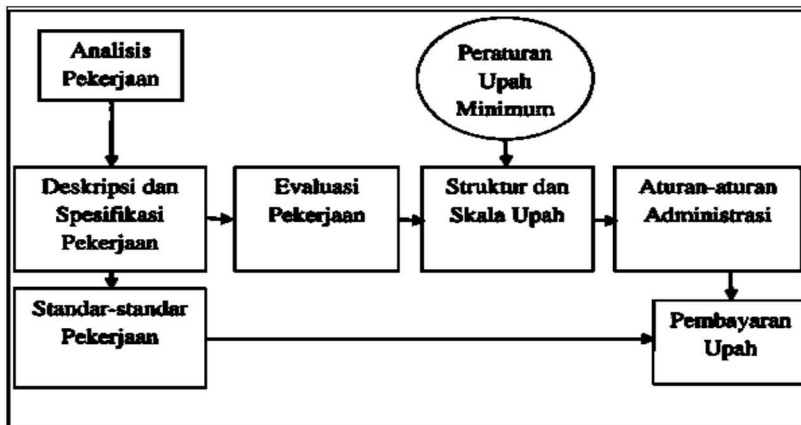 Analisis
Pekerjaan
Peraturan
Upah
Minimum
Deskripsi dan
Spesifikasi
Pekerjaan
Evaluasi
Pekerjaan
Struktur dan
Skala Upah
Aturan-aturan
Administrasi
Standar-standar
Pekerjaan
Pembayaran
Upah